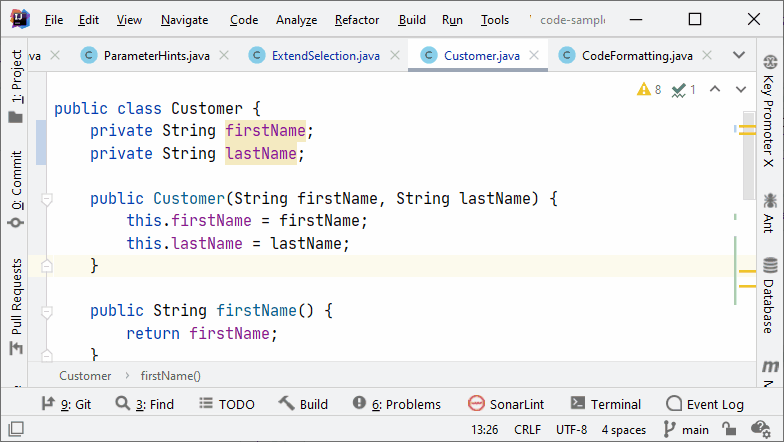 File Edit View Navigate Code Analyze Refactor Build Run Tools code-sample
ava ParameterHints.java ExtendSelection.java Customer.java CodeFormatting.java
1: Project
0: Commit
Pull Requests
8 1
public class Customer {
private String firstName;
private String lastName;
public Customer(String firstName, String lastName) {
this.firstName = firstName;
this.lastName = lastName;
}
public String firstName() {
return firstName;
}
Key Promoter X
Ant
Database
m
Customer > firstName()
9: Git 3: Find TODO Build 6: Problems SonarLint Terminal Event Log
13:26 CRLF UTF-8 4 spaces main